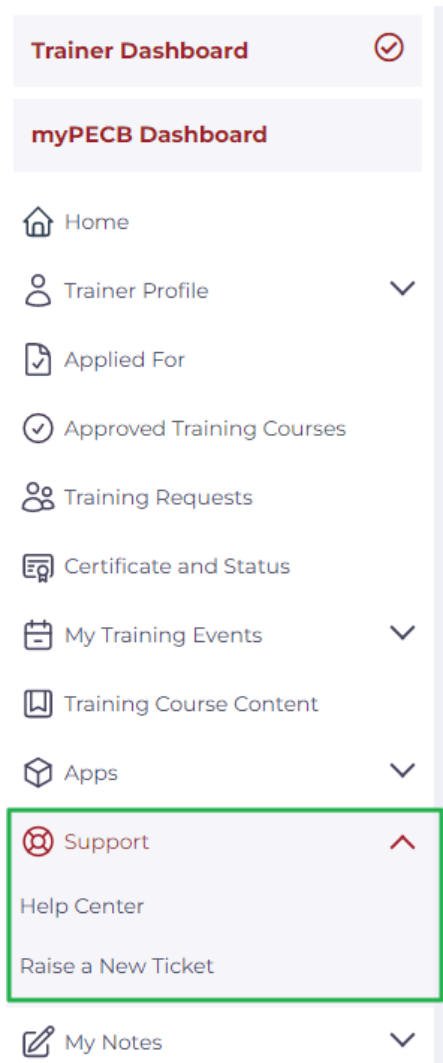 Trainer Dashboard
myPECB Dashboard
Home
Trainer Profile
Applied For
Approved Training Courses
Training Requests
Certificate and Status
My Training Events
Training Course Content
Apps
Support
Help Center
Raise a New Ticket
My Notes